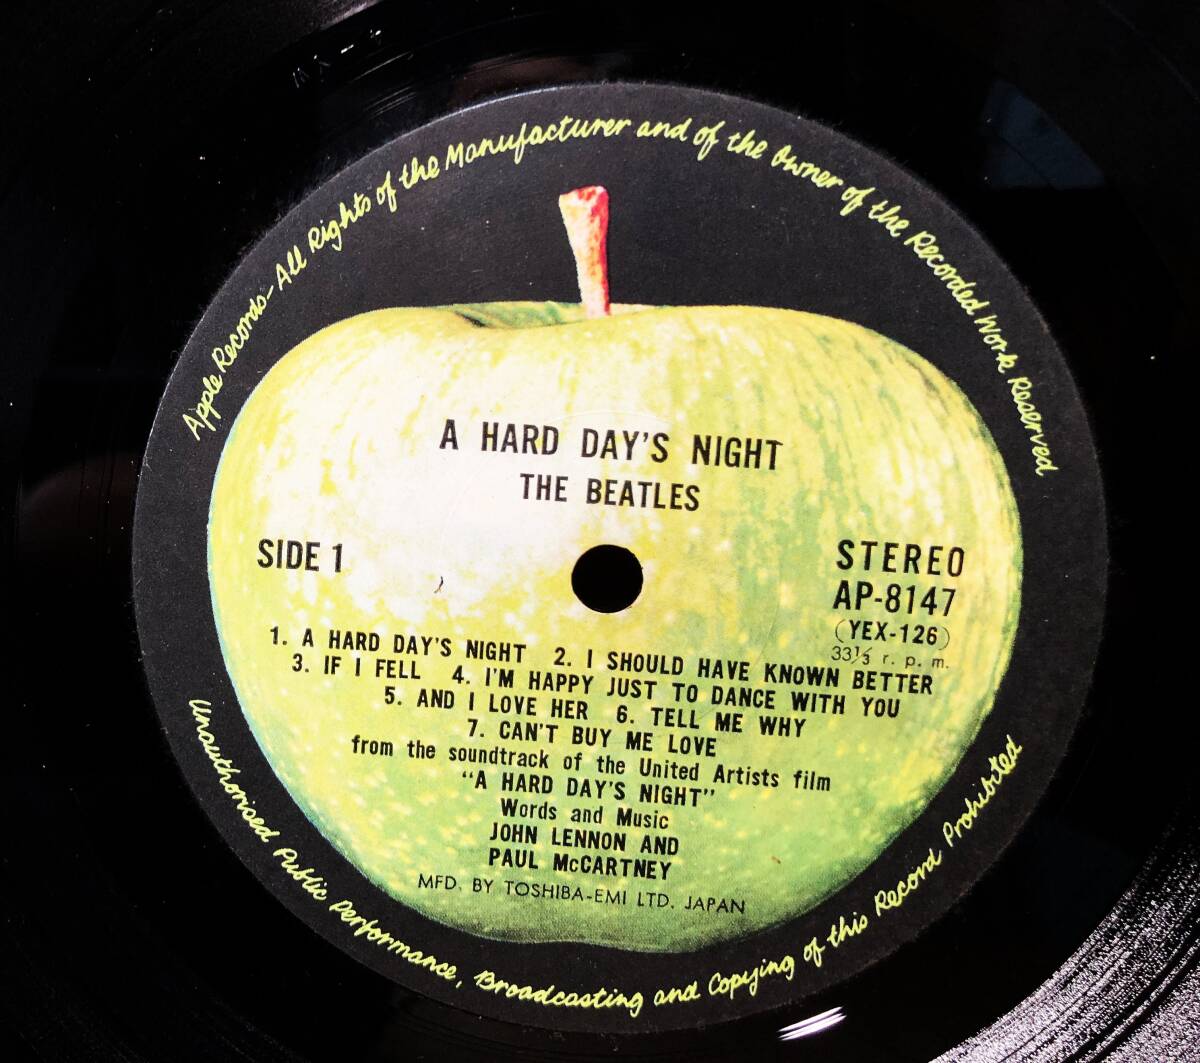 Apple Records-All Rights of the Manufacturer and of the Owner of the Recorded Work Reserved
A HARD DAY'S NIGHT
THE BEATLES
SIDE 1
STEREO
AP-8147
(YEX-126)
33⅓ r. p. m.
1. A HARD DAY'S NIGHT 2. I SHOULD HAVE KNOWN BETTER
3. IF I FELL 4. I'M HAPPY JUST TO DANCE WITH YOU
5. AND I LOVE HER 6. TELL ME WHY
7. CAN'T BUY ME LOVE
from the soundtrack of the United Artists film
"A HARD DAY'S NIGHT"
Words and Music
JOHN LENNON AND
PAUL McCARTNEY
MFD. BY TOSHIBA-EMI LTD. JAPAN
Unauthorised Public Performance, Broadcasting and Copying of this Record Prohibited